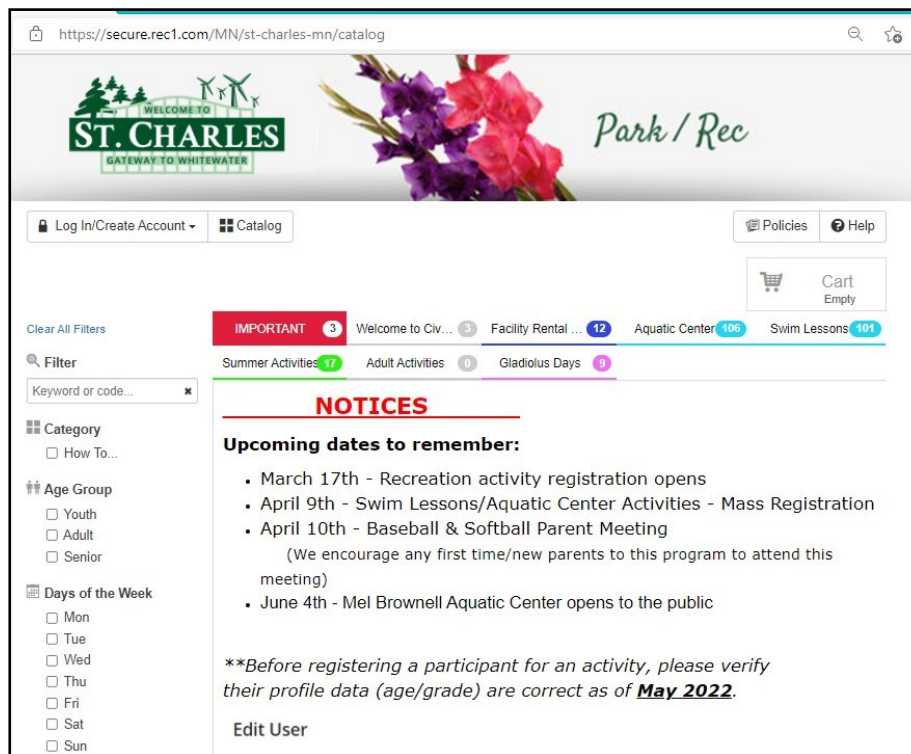 https://secure.rec1.com/MN/st-charles-mn/catalog
WELCOME TO
ST. CHARLES
GATEWAY TO WHITEWATER
Park / Rec
Log In/Create Account
Catalog
Policies
Help
Cart
Empty
Clear All Filters
IMPORTANT 3
Welcome to Civ... 3
Facility Rental ... 12
Aquatic Center 106
Swim Lessons 101
Summer Activities 17
Adult Activities 0
Gladiolus Days 9
Filter
Keyword or code...
Category
How To...
Age Group
Youth
Adult
Senior
Days of the Week
Mon
Tue
Wed
Thu
Fri
Sat
Sun
NOTICES
Upcoming dates to remember:
• March 17th - Recreation activity registration opens
• April 9th - Swim Lessons/Aquatic Center Activities - Mass Registration
• April 10th - Baseball & Softball Parent Meeting
(We encourage any first time/new parents to this program to attend this
meeting)
• June 4th - Mel Brownell Aquatic Center opens to the public
**Before registering a participant for an activity, please verify
their profile data (age/grade) are correct as of May 2022.
Edit User